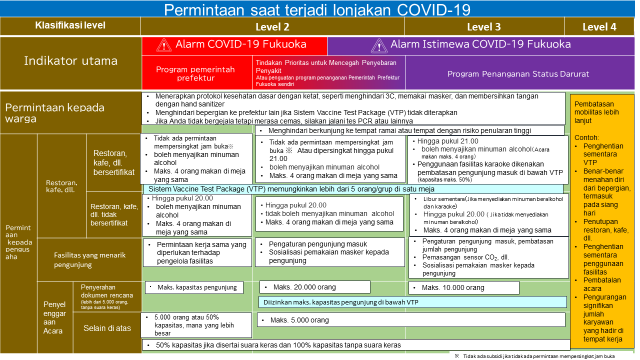 Permintaan saat terjadi lonjakan COVID-19
Klasifikasi level
Level 2
Level 3
Level 4
Indikator utama
Alarm COVID-19 Fukuoka
Alarm Istimewa COVID-19 Fukuoka
Program pemerintah
prefektur
Tindakan Prioritas untuk Mencegah Penyebaran
Penyakit
Atau penguatan program penanganan Pemerintah Prefektur
Fukuoka sendiri
Program Penanganan Status Darurat
Permintaan kepada
warga
• Menerapkan protokol kesehatan dasar dengan ketat, seperti menghindari 3C, memakai masker, dan membersihkan tangan
dengan hand sanitizer
• Menghindari bepergian ke prefektur lain jika Sistem Vaccine Test Package (VTP) tidak diterapkan
• Jika Anda tidak bergejala tetapi merasa cemas, silakan jalani tes PCR atau lainnya
• Menghindari berkunjung ke tempat ramai atau tempat dengan risiko penularan tinggi
Pembatasan
mobilitas lebih
lanjut
Contoh:
• Penghentian
sementara
VTP
• Benar-benar
menahan diri
dari bepergian,
termasuk
pada siang
hari
• Penutupan
restoran, kafe,
dll.
• Penghentian
sementara
penggunaan
fasilitas
• Pembatalan
acara
• Pengurangan
signifikan
jumlah
karyawan
yang hadir di
tempat kerja
Permint
aan
kepada
pengus
aha
Restoran,
kafe, dll.
Restoran,
kafe, dll.
bersertifikat
• Tidak ada permintaan
mempersingkat jam
buka※
• boleh menyajikan minuman
alkohol
• Maks. 4 orang makan di meja
yang sama
• Tidak ada permintaan
mempersingkat jam buka
※ Atau dipersingkat hingga pukul
21.00
• boleh menyajikan minuman alkohol
• Maks. 4 orang makan di meja yang sama
• Hingga pukul 21.00
• boleh menyajikan minuman alkohol(Acara
makan maks. 4 orang)
• Penggunaan fasilitas karaoke dikenakan
pembatasan pengunjung masuk di bawah VTP
(kapasitas maks. 50%)
Sistem Vaccine Test Package (VTP) memungkinkan lebih dari 5 orang/grup di satu meja
Restoran, kafe,
dll. tidak
bersertifikat
• Hingga pukul 20.00
• boleh menyajikan minuman
alkohol
• Maks. 4 orang makan di
meja yang sama
• Hingga pukul 20.00
• tidak boleh menyajikan minuman alkohol
• Maks. 4 orang makan di meja yang sama
• Libur sementara(Jika menyediakan minuman beralkohol
dan karaoke)
• Hingga pukul 20.00 (Jika tidak menyediakan
minuman beralkohol)
• Maks. 4 orang makan di meja yang sama
Fasilitas yang menarik
pengunjung
• Permintaan kerja sama yang
diperlukan terhadap
pengelola fasilitas
• Pengaturan pengunjung masuk
• Sosialisasi pemakaian masker kepada
pengunjung
• Pengaturan pengunjung masuk, pembatasan
jumlah pengunjung
• Pemasangan sensor CO2, dll.
• Sosialisasi pemakaian masker kepada
pengunjung
Penyel
enggar
aan
Acara
Penyerahan
dokumen rencana
(lebih dari 5.000 orang,
tanpa suara keras)
• Maks. kapasitas pengunjung
• Maks. 20.000 orang
• Maks. 10.000 orang
Diizinkan maks. kapasitas pengunjung di bawah VTP
Selain di atas
• 5.000 orang atau 50%
kapasitas, mana yang lebih
besar
• Maks. 5.000 orang
• 50% kapasitas jika disertai suara keras dan 100% kapasitas tanpa suara keras
※ Tidak ada subsidi jika tidak ada permintaan mempersingkat jam buka